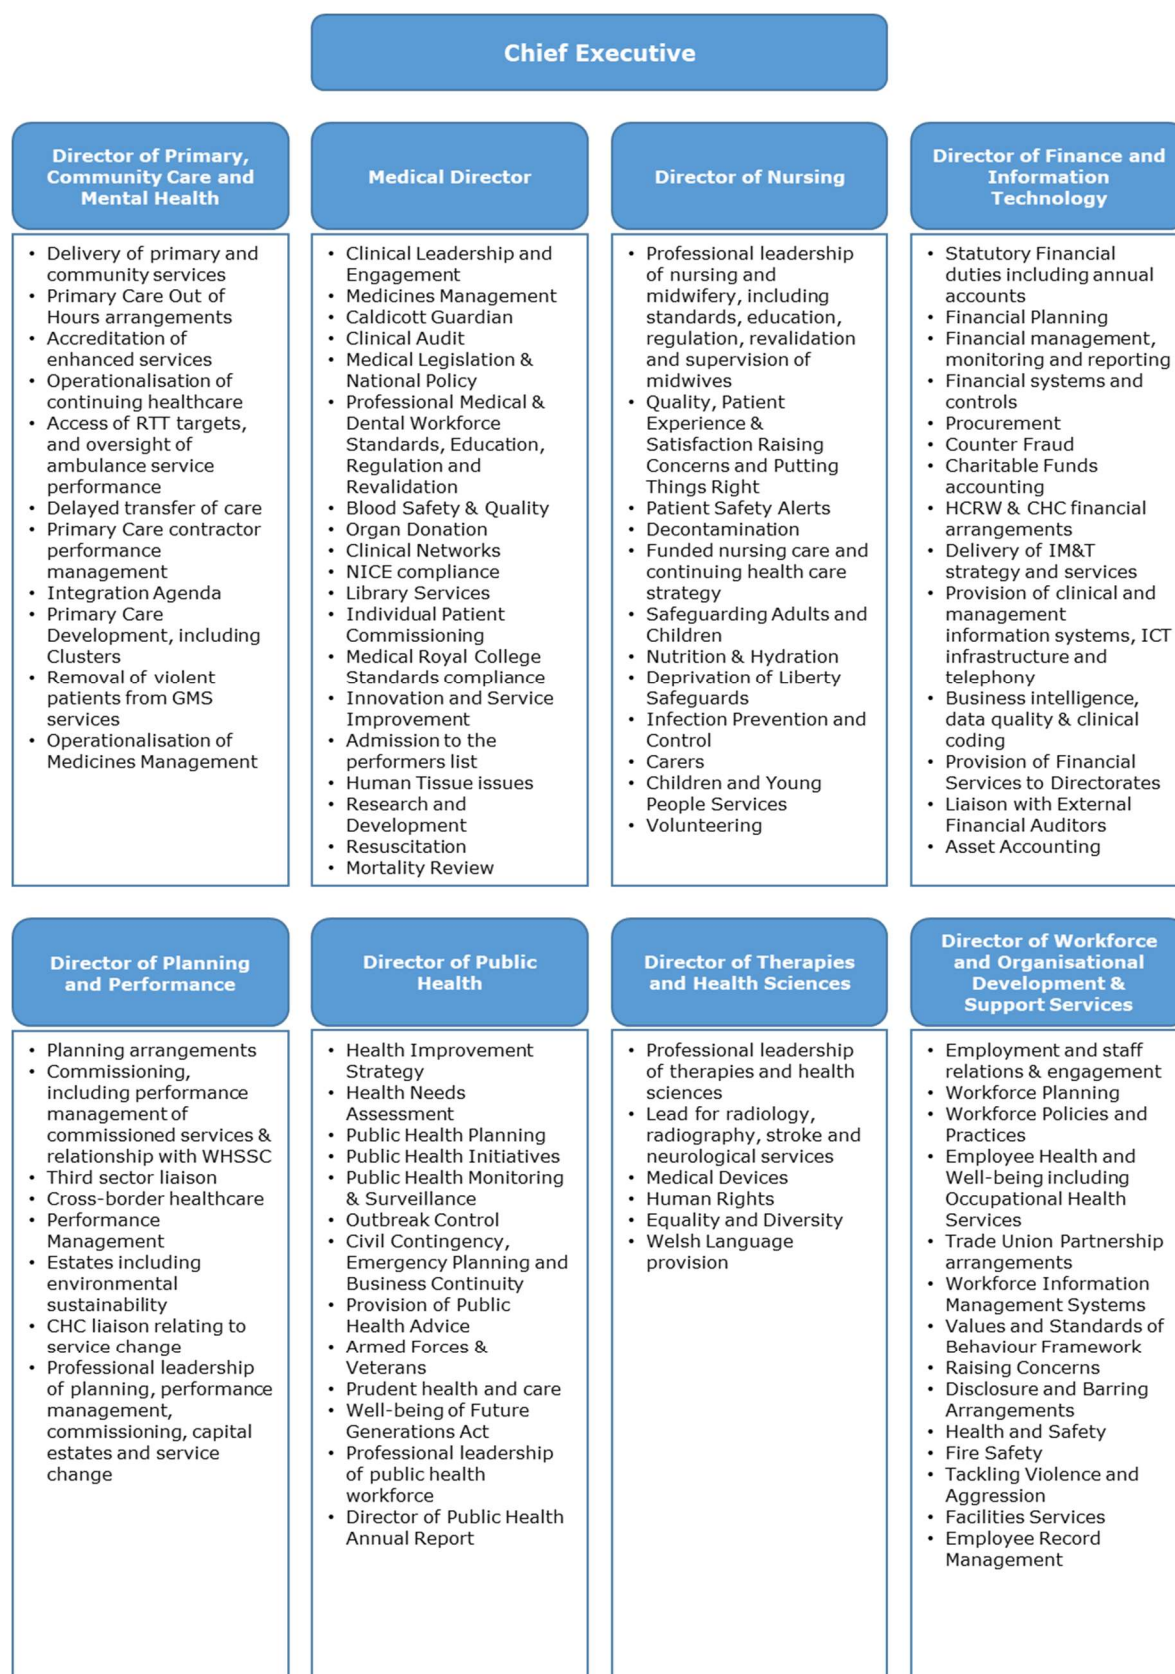 Chief Executive
Director of Primary,
Community Care and
Mental Health
• Delivery of primary and
community services
• Primary Care Out of
Hours arrangements
• Accreditation of
enhanced services
• Operationalisation of
continuing healthcare
• Access of RTT targets,
and oversight of
ambulance service
performance
• Delayed transfer of care
• Primary Care contractor
performance
management
• Integration Agenda
• Primary Care
Development, including
Clusters
• Removal of violent
patients from GMS
services
• Operationalisation of
Medicines Management
Medical Director
• Clinical Leadership and
Engagement
• Medicines Management
• Caldicott Guardian
• Clinical Audit
• Medical Legislation &
National Policy
• Professional Medical &
Dental Workforce
Standards, Education,
Regulation and
Revalidation
• Blood Safety & Quality
• Organ Donation
• Clinical Networks
• NICE compliance
• Library Services
• Individual Patient
Commissioning
• Medical Royal College
Standards compliance
• Innovation and Service
Improvement
• Admission to the
performers list
• Human Tissue issues
• Research and
Development
• Resuscitation
• Mortality Review
Director of Nursing
• Professional leadership
of nursing and
midwifery, including
standards, education,
regulation, revalidation
and supervision of
midwives
• Quality, Patient
Experience &
Satisfaction Raising
Concerns and Putting
Things Right
• Patient Safety Alerts
• Decontamination
• Funded nursing care and
continuing health care
strategy
• Safeguarding Adults and
Children
• Nutrition & Hydration
• Deprivation of Liberty
Safeguards
• Infection Prevention and
Control
• Carers
• Children and Young
People Services
• Volunteering
Director of Finance and
Information
Technology
• Statutory Financial
duties including annual
accounts
• Financial Planning
• Financial management,
monitoring and reporting
• Financial systems and
controls
• Procurement
• Counter Fraud
• Charitable Funds
accounting
• HCRW & CHC financial
arrangements
• Delivery of IM&T
strategy and services
• Provision of clinical and
management
information systems, ICT
infrastructure and
telephony
• Business intelligence,
data quality & clinical
coding
• Provision of Financial
Services to Directorates
• Liaison with External
Financial Auditors
• Asset Accounting
Director of Planning
and Performance
• Planning arrangements
• Commissioning,
including performance
management of
commissioned services &
relationship with WHSSC
• Third sector liaison
• Cross-border healthcare
• Performance
Management
• Estates including
environmental
sustainability
• CHC liaison relating to
service change
• Professional leadership
of planning, performance
management,
commissioning, capital
estates and service
change
Director of Public
Health
• Health Improvement
Strategy
• Health Needs
Assessment
• Public Health Planning
• Public Health Initiatives
• Public Health Monitoring
& Surveillance
• Outbreak Control
• Civil Contingency,
Emergency Planning and
Business Continuity
• Provision of Public
Health Advice
• Armed Forces &
Veterans
• Prudent health and care
• Well-being of Future
Generations Act
• Professional leadership
of public health
workforce
• Director of Public Health
Annual Report
Director of Therapies
and Health Sciences
• Professional leadership
of therapies and health
sciences
• Lead for radiology,
radiography, stroke and
neurological services
• Medical Devices
• Human Rights
• Equality and Diversity
• Welsh Language
provision
Director of Workforce
and Organisational
Development &
Support Services
• Employment and staff
relations & engagement
• Workforce Planning
• Workforce Policies and
Practices
• Employee Health and
Well-being including
Occupational Health
Services
• Trade Union Partnership
arrangements
• Workforce Information
Management Systems
• Values and Standards of
Behaviour Framework
• Raising Concerns
• Disclosure and Barring
Arrangements
• Health and Safety
• Fire Safety
• Tackling Violence and
Aggression
• Facilities Services
• Employee Record
Management